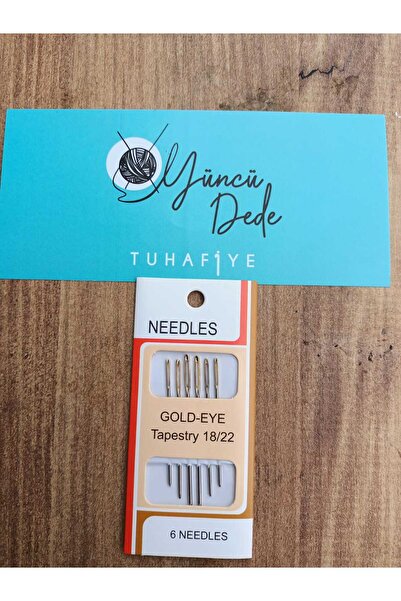 Yüncü
Dede
TUHAFİYE
NEEDLES
GOLD-EYE
Tapestry 18/22
6 NEEDLES